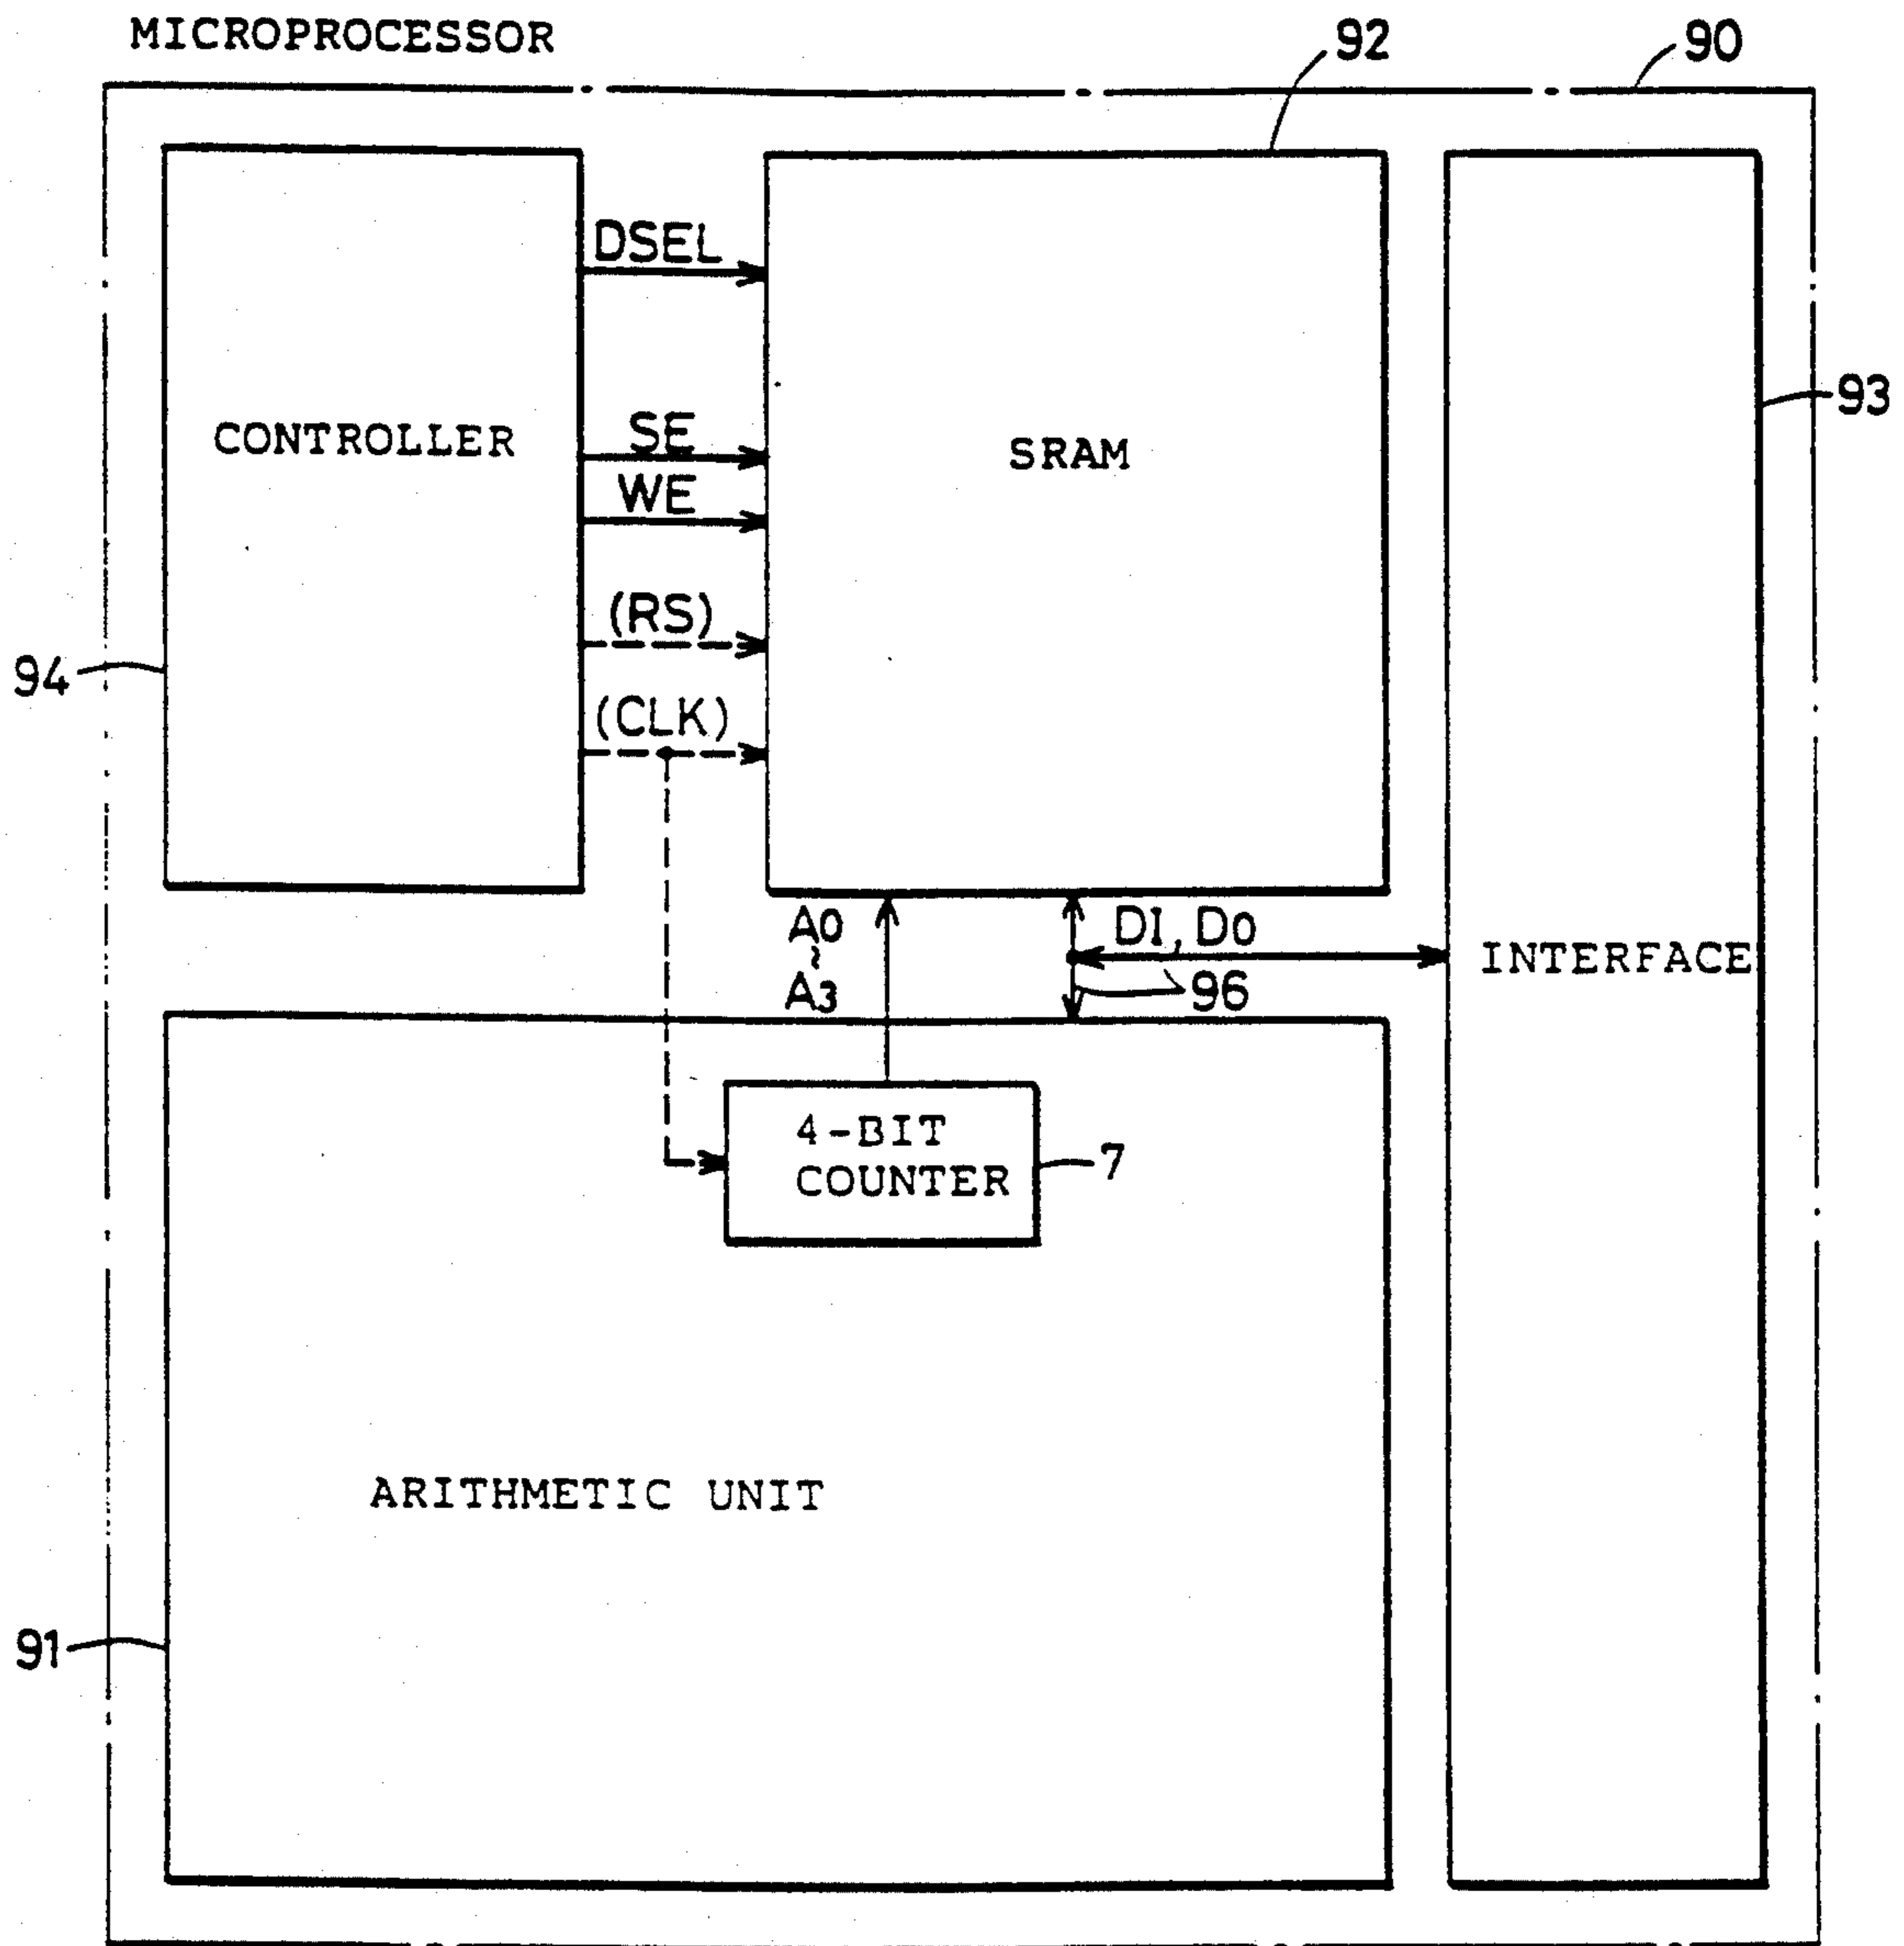 MICROPROCESSOR
92
90
DSEL
93
CONTROLLER
SE
SRAM
WE
(RS)
94
(CLK)
A0
~
A3
DI, DO
INTERFACE
96
4-BIT
COUNTER
7
ARITHMETIC UNIT
91